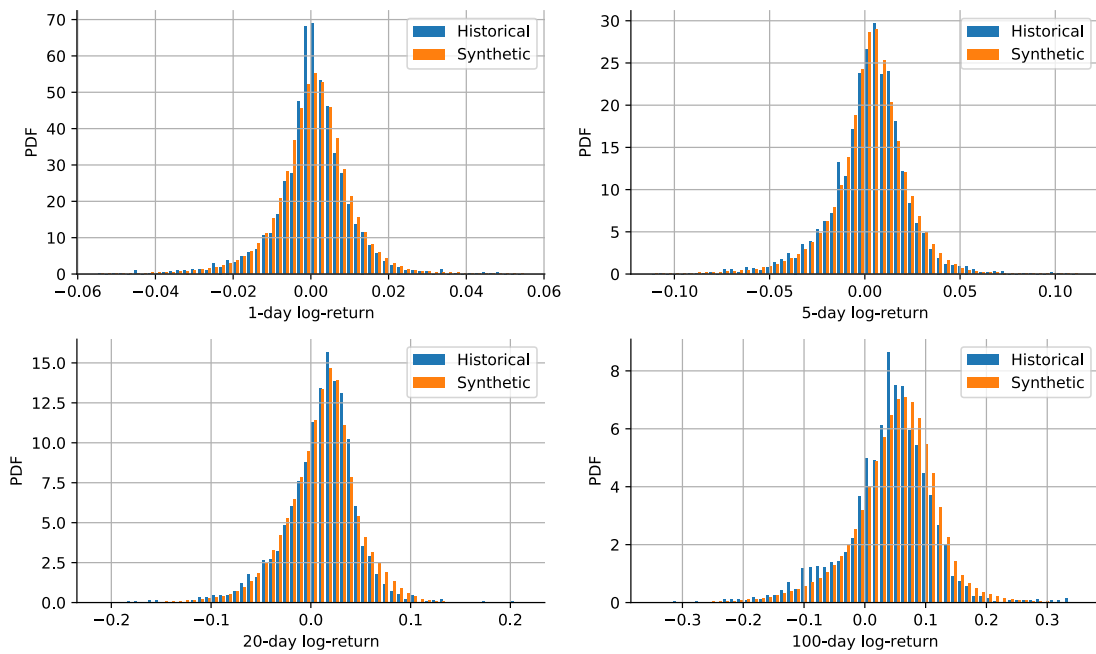 70
60
50
40
30
20
10
0
PDF
Historical
Synthetic
−0.06 −0.04 −0.02 0.00 0.02 0.04 0.06
1-day log-return
30
25
20
15
10
5
0
PDF
Historical
Synthetic
−0.10 −0.05 0.00 0.05 0.10
5-day log-return
15.0
12.5
10.0
7.5
5.0
2.5
0.0
PDF
Historical
Synthetic
−0.2 −0.1 0.0 0.1 0.2
20-day log-return
8
6
4
2
0
PDF
Historical
Synthetic
−0.3 −0.2 −0.1 0.0 0.1 0.2 0.3
100-day log-return